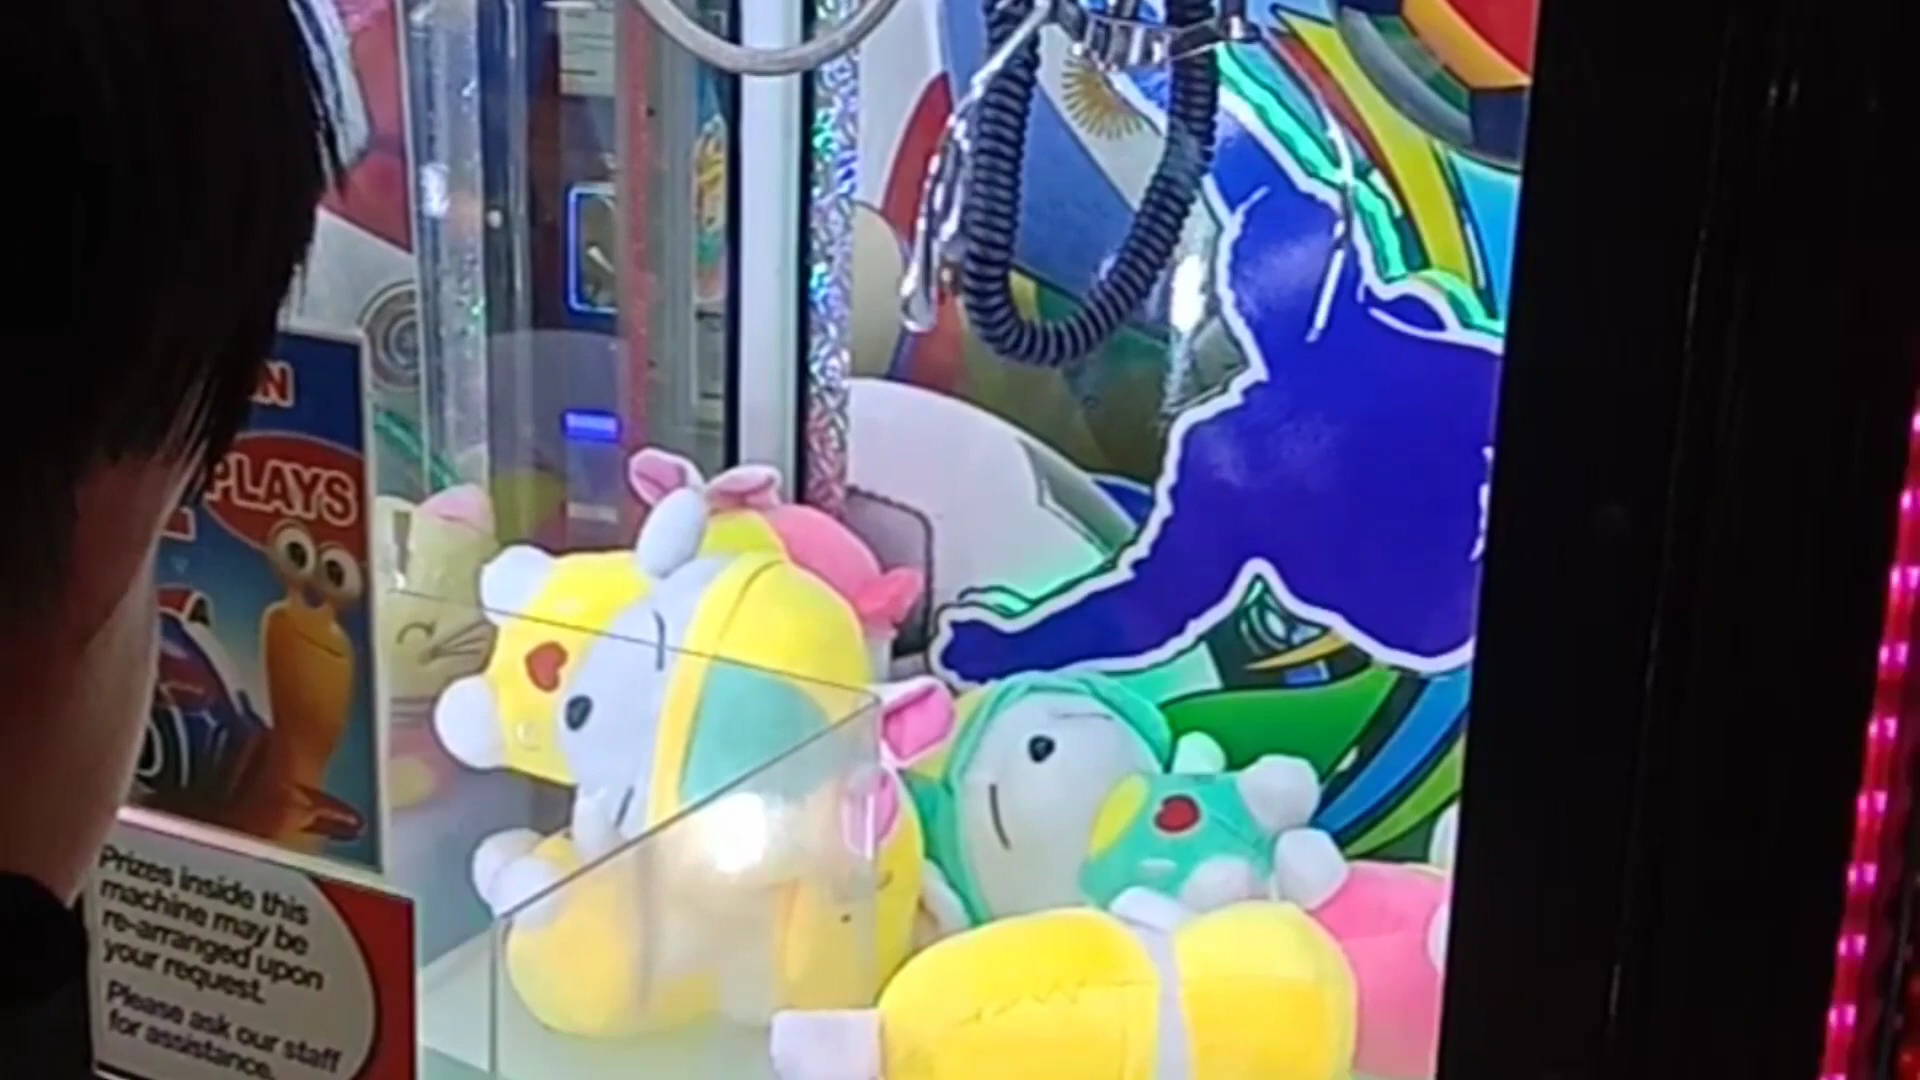 PLAYS
Prizes inside this
machine may be
re-arranged upon
your request.
Please ask our staff
for assistance.